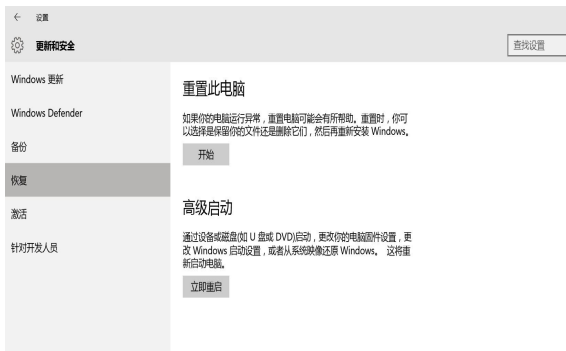 ← 设置
更新和安全
查找设置
Windows 更新
Windows Defender
备份
恢复
激活
针对开发人员
重置此电脑
如果你的电脑运行异常，重置电脑可能会有所帮助。重置时，你可
以选择是保留你的文件还是删除它们，然后再重新安装 Windows。
开始
高级启动
通过设备或磁盘(如 U 盘或 DVD)启动，更改你的电脑固件设置，更
改 Windows 启动设置，或者从系统映像还原 Windows。 这将重
新启动电脑。
立即重启